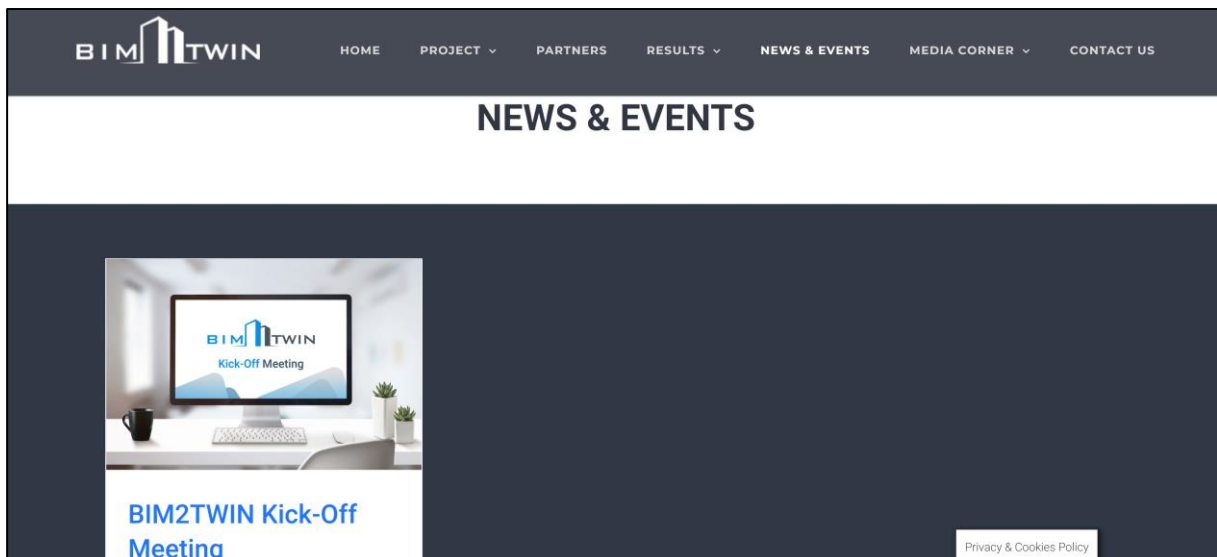 BIM TWIN
HOME PROJECT PARTNERS RESULTS NEWS & EVENTS MEDIA CORNER CONTACT US
NEWS & EVENTS
BIM TWIN
Kick-Off Meeting
BIM2TWIN Kick-Off
Meeting
Privacy & Cookies Policy